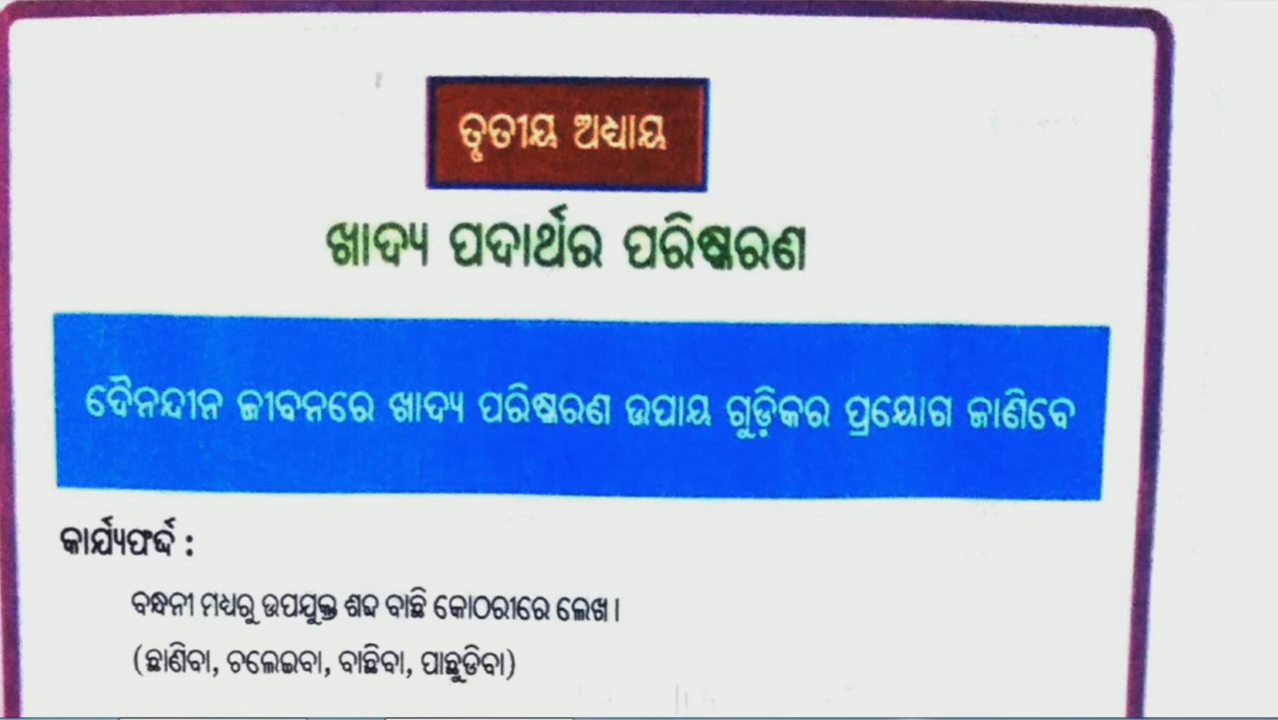 ତୃତୀୟ ଅଧ୍ୟାୟ
ଖାଦ୍ୟ ପଦାର୍ଥର ପରିଷ୍କରଣ
ଦୈନନ୍ଦୀନ ଜୀବନରେ ଖାଦ୍ୟ ପରିଷ୍କରଣ ଉପାୟ ଗୁଡ଼ିକର ପ୍ରୟୋଗ ଜାଣିବେ
କାର୍ଯ୍ୟଫର୍ଦ୍ଦ :
ବନ୍ଧନୀ ମଧ୍ୟରୁ ଉପଯୁକ୍ତ ଶବ୍ଦ ବାଛି କୋଠରୀରେ ଲେଖ।
(ଛାଣିବା, ଚଲେଇବା, ବାଛିବା, ପାଛୁଡିବା)